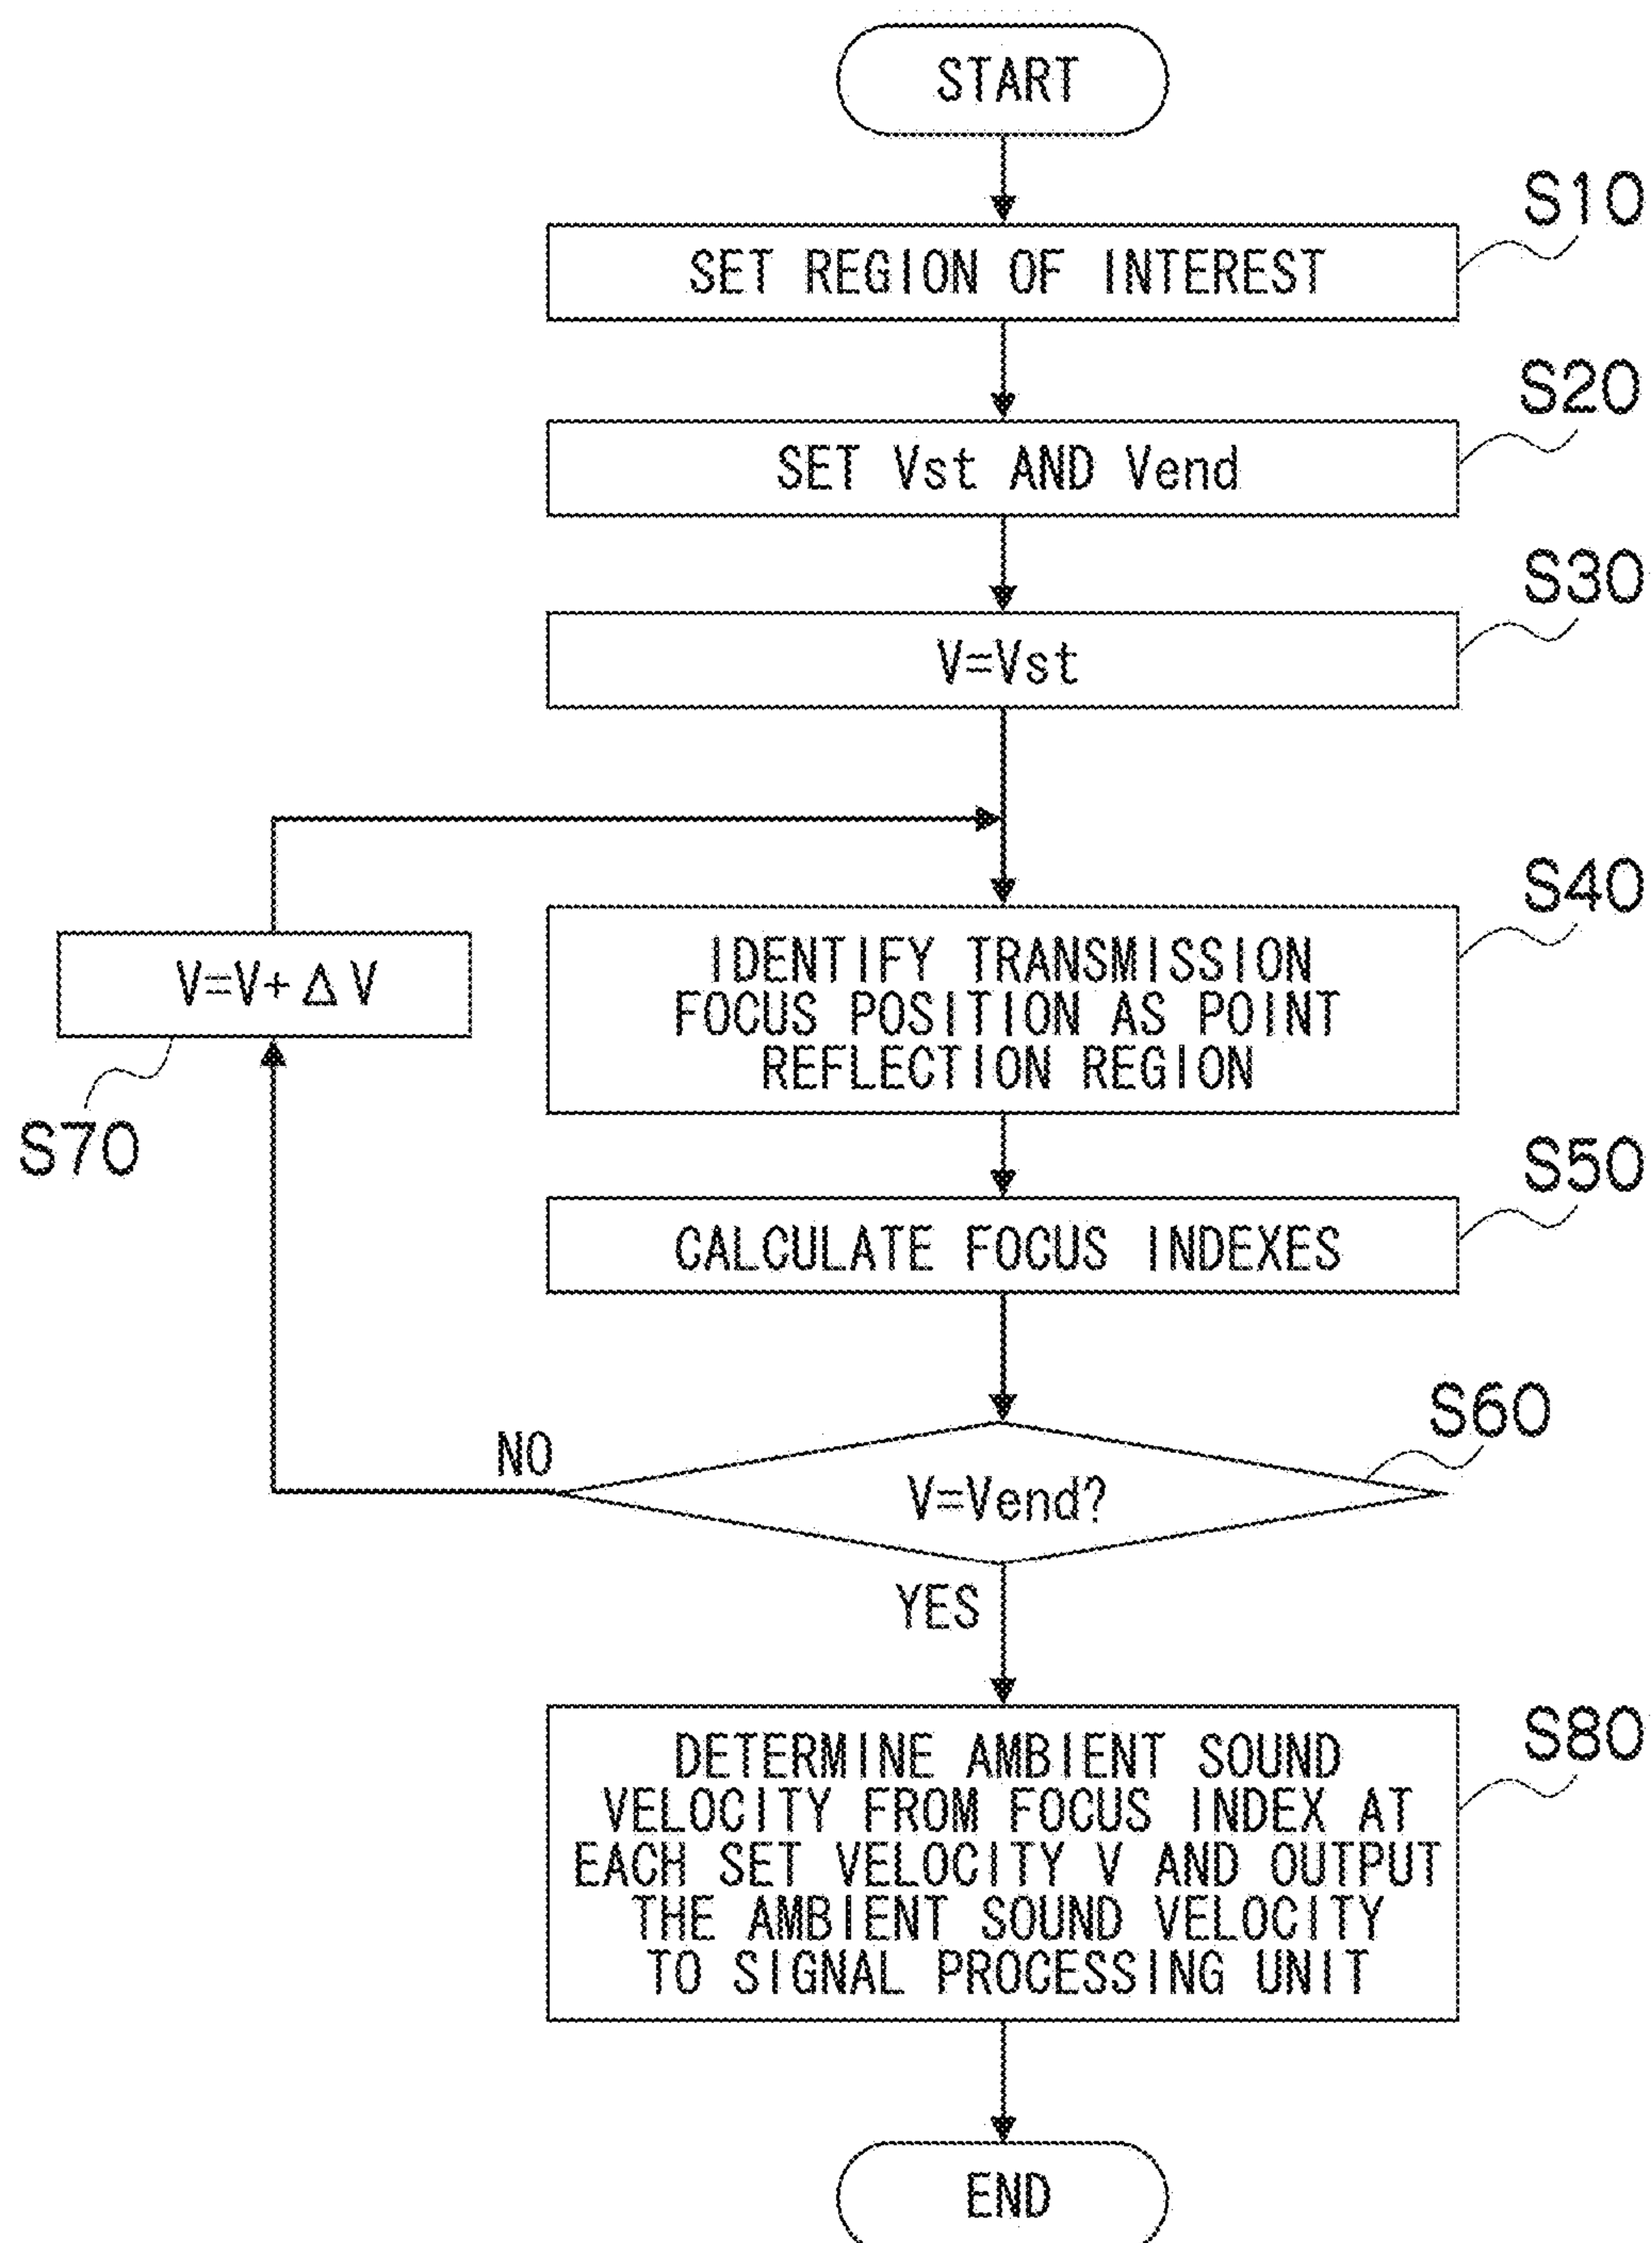 START
S10
SET REGION OF INTEREST
S20
SET Vst AND Vend
S30
V=Vst
S40
IDENTIFY TRANSMISSION
FOCUS POSITION AS POINT
REFLECTION REGION
V=V+ΔV
S70
S50
CALCULATE FOCUS INDEXES
S60
NO
V=Vend?
YES
S80
DETERMINE AMBIENT SOUND
VELOCITY FROM FOCUS INDEX AT
EACH SET VELOCITY V AND OUTPUT
THE AMBIENT SOUND VELOCITY
TO SIGNAL PROCESSING UNIT
END